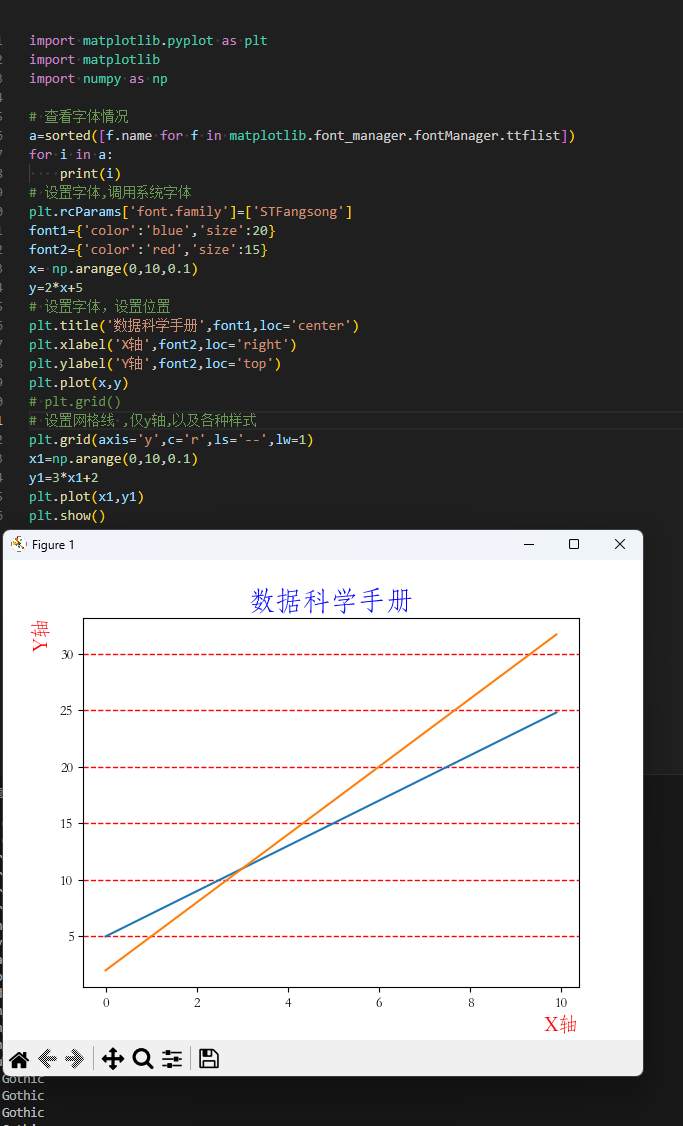 import matplotlib.pyplot as plt
import matplotlib
import numpy as np
# 查看字体情况
a=sorted([f.name for f in matplotlib.font_manager.fontManager.ttflist])
for i in a:
    print(i)
# 设置字体,调用系统字体
plt.rcParams['font.family']=['STFangsong']
font1={'color':'blue','size':20}
font2={'color':'red','size':15}
x= np.arange(0,10,0.1)
y=2*x+5
# 设置字体，设置位置
plt.title('数据科学手册',font1,loc='center')
plt.xlabel('X轴',font2,loc='right')
plt.ylabel('Y轴',font2,loc='top')
plt.plot(x,y)
# plt.grid()
# 设置网格线 ,仅y轴,以及各种样式
plt.grid(axis='y',c='r',ls='--',lw=1)
x1=np.arange(0,10,0.1)
y1=3*x1+2
plt.plot(x1,y1)
plt.show()
Figure 1
数据科学手册
Y轴
30
25
20
15
10
5
0 2 4 6 8 10
X轴
Gothic
Gothic
Gothic